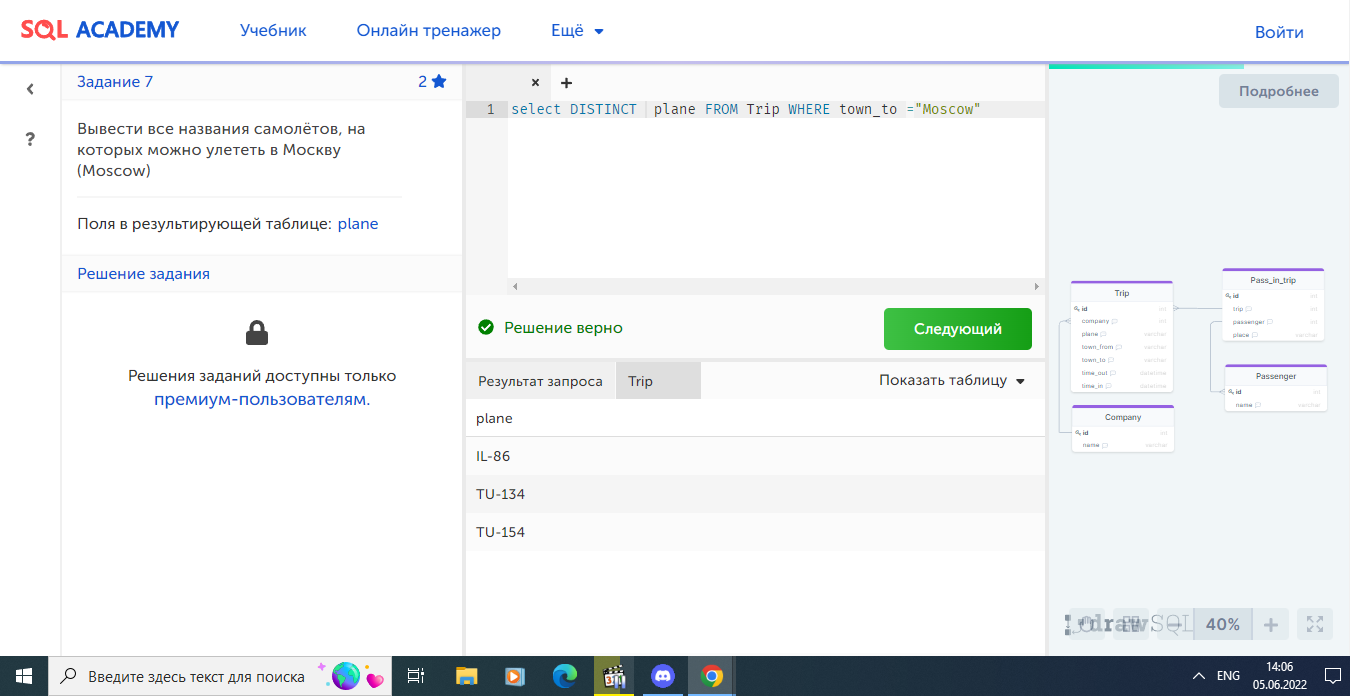 SQL ACADEMY
Учебник
Онлайн тренажер
Ещё
Войти
Задание 7
2
Вывести все названия самолётов, на
которых можно улететь в Москву
(Moscow)
Поля в результирующей таблице: plane
Решение задания
Решения заданий доступны только
премиум-пользователям.
1 select DISTINCT plane FROM Trip WHERE town_to ="Moscow"
Решение верно
Следующий
Результат запроса
Trip
Показать таблицу
plane
IL-86
TU-134
TU-154
Подробнее
Trip
id int
company int
plane varchar
town_from varchar
town_to varchar
time_out datetime
time_in datetime
Company
id int
name varchar
Pass_in_trip
id int
trip int
passenger int
place varchar
Passenger
id int
name varchar
drawSQL
40%
Введите здесь текст для поиска
ENG
14:06
05.06.2022